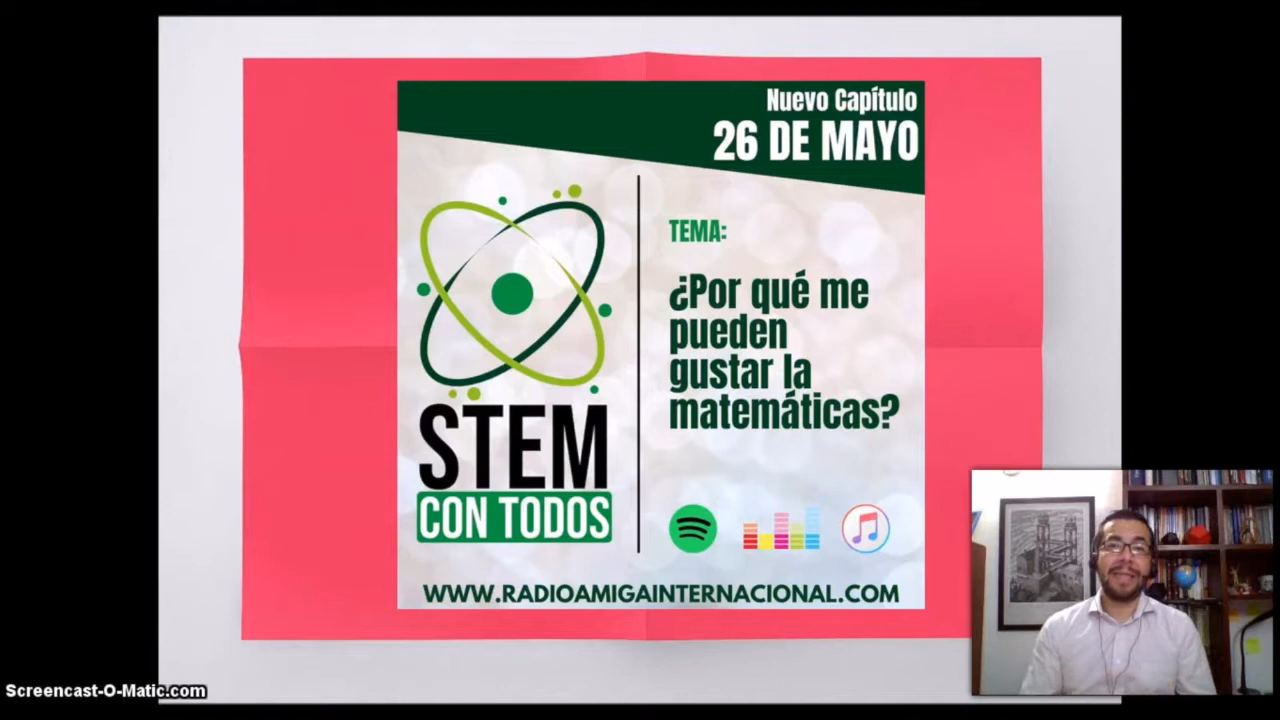 Nuevo Capítulo
26 DE MAYO
TEMA:
¿Por qué me
pueden
gustar la
matemáticas?
STEM
CON TODOS
WWW.RADIOAMIGAINTERNACIONAL.COM
Screencast-O-Matic.com